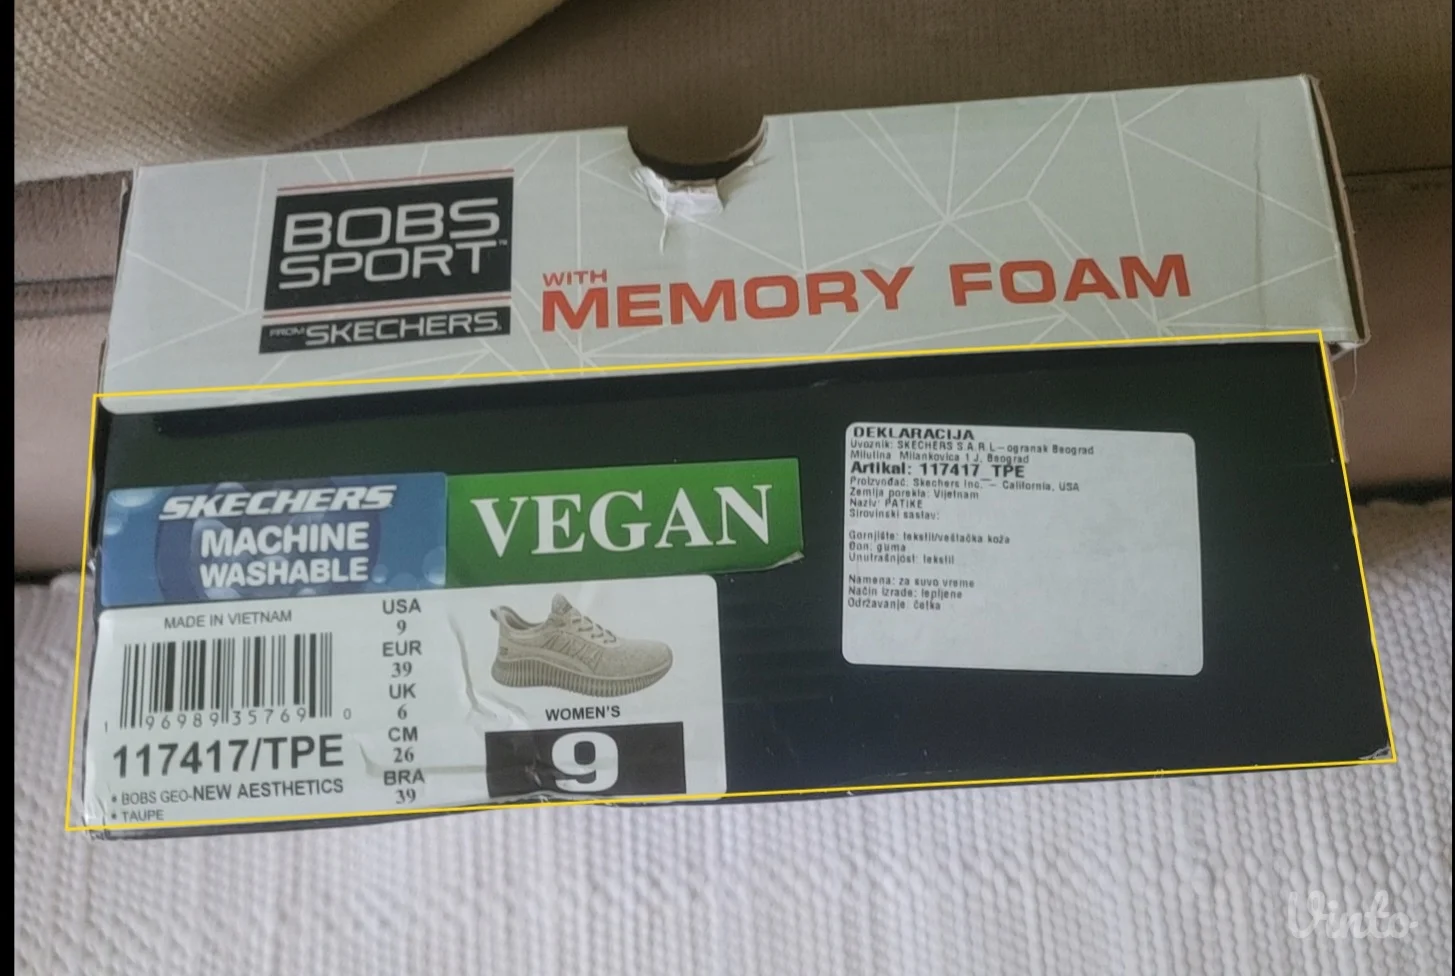 BOBS
SPORT™
FROM SKECHERS.
WITH
MEMORY FOAM
SKECHERS
MACHINE
WASHABLE
VEGAN
MADE IN VIETNAM
1 96989 35769 0
117417/TPE
• BOBS GEO-NEW AESTHETICS
• TAUPE
USA
9
EUR
39
UK
6
CM
26
BRA
39
WOMEN'S
9
DEKLARACIJA
Uvoznik: SKECHERS S.A.R.L-ogranak Beograd
Milutina Milankovica 1 J, Beograd
Artikal: 117417_TPE
Proizvođač: Skechers Inc. – California, USA
Zemlja porekla: Vijetnam
Naziv: PATIKE
Sirovinski sastav:
Gornjište: tekstil/veštačka koža
Đon: guma
Unutrašnjost: tekstil
Namena: za suvo vreme
Način izrade: lepljene
Održavanje: četka
Vinto